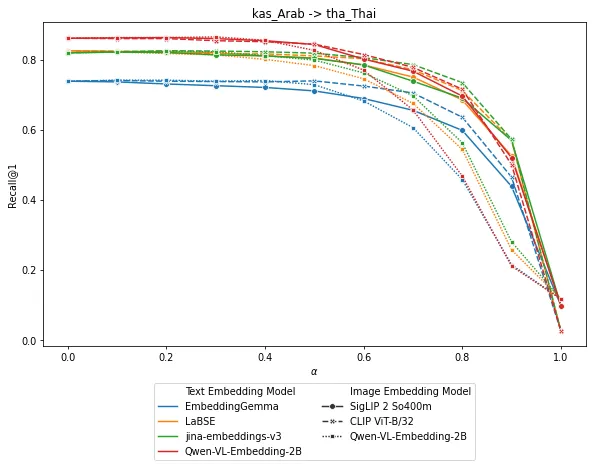 kas_Arab -> tha_Thai
Recall@1
0.8
0.6
0.4
0.2
0.0
0.0 0.2 0.4 0.6 0.8 1.0
α
Text Embedding Model Image Embedding Model
EmbeddingGemma SigLIP 2 So400m
LaBSE CLIP ViT-B/32
jina-embeddings-v3 Qwen-VL-Embedding-2B
Qwen-VL-Embedding-2B